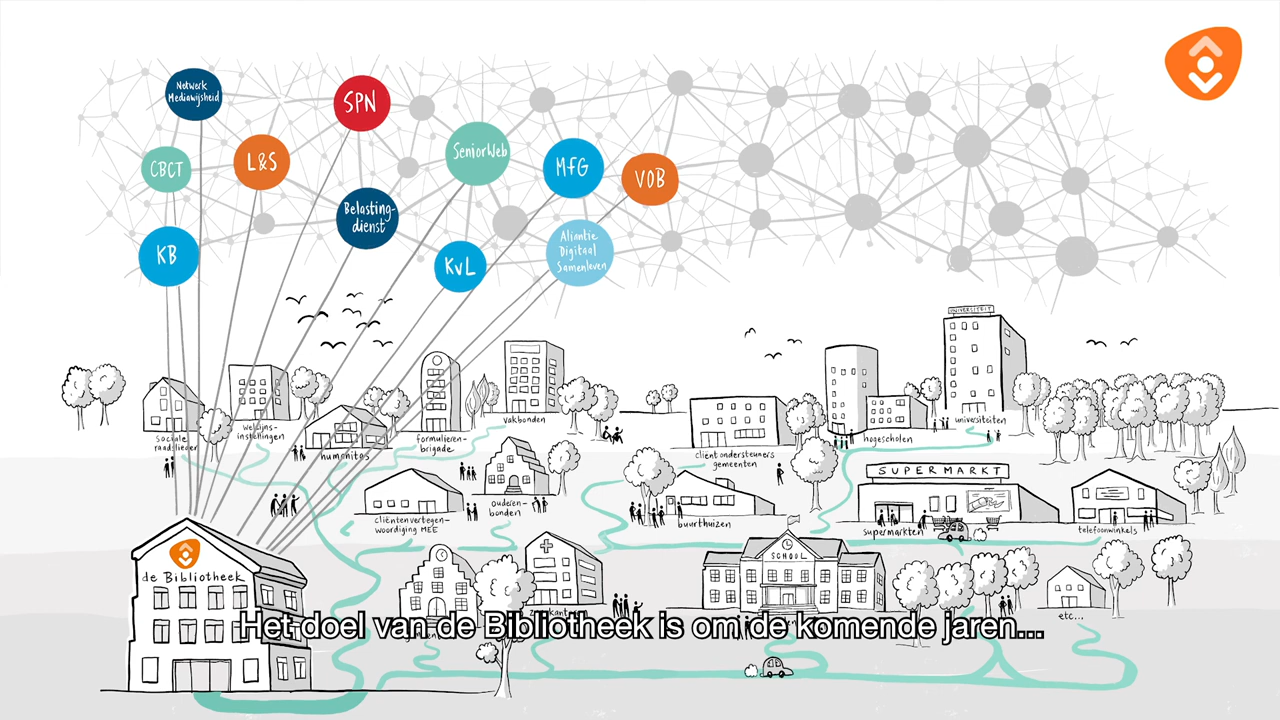 Netwerk
Mediawijsheid
SPN
CBCT
L&S
SeniorWeb
MfG
VOB
Belasting-
dienst
KB
KvL
Aliantie
Digitaal
Samenleven
UNIVERSITEIT
sociale
raadslieden
welzijns-
instellingen
humanitas
formulieren-
brigade
vakbonden
cliëntondersteuners
gemeenten
hogescholen
universiteiten
cliëntenvertegen-
woordiging MEE
ouderen-
bonden
buurthuizen
SUPERMARKT
supermarkten
telefoonwinkels
de Bibliotheek
SCHOOL
etc...
Het doel van de Bibliotheek is om de komende jaren...